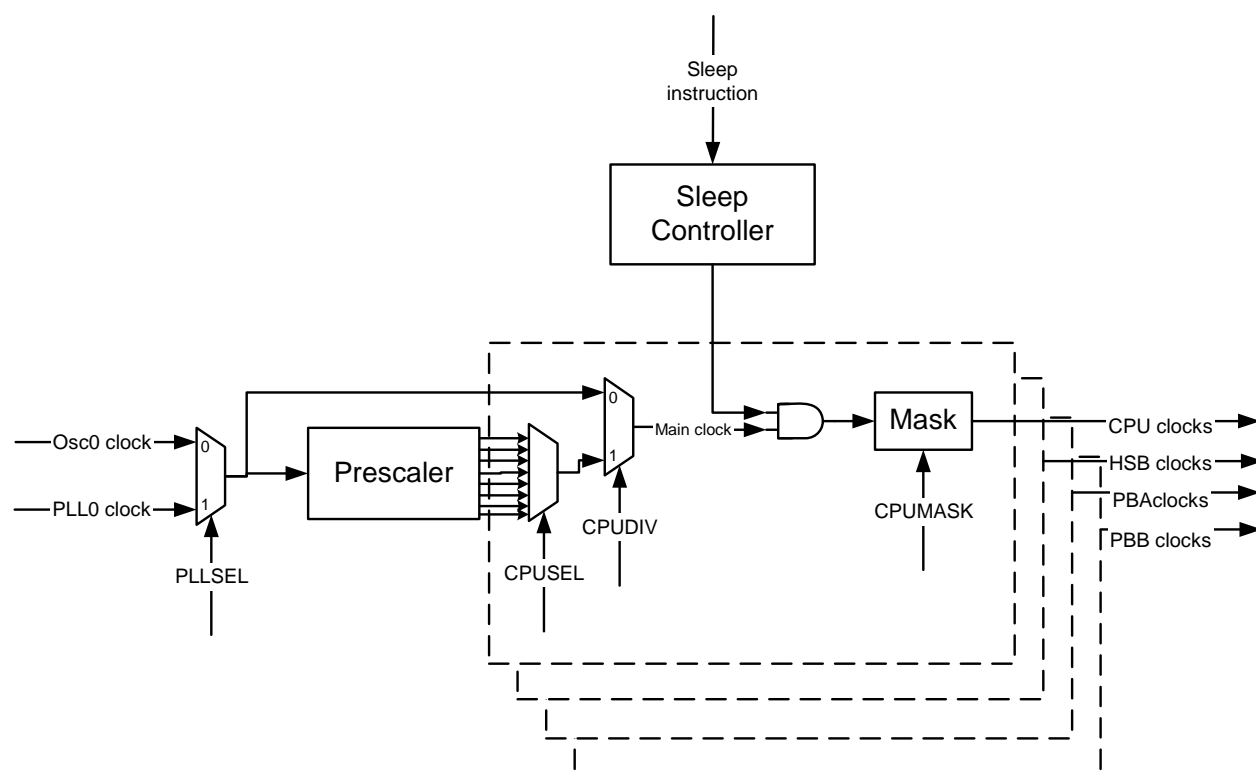 Sleep
instruction
Sleep
Controller
0
Osc0 clock
0
Main clock
Mask
CPU clocks
Prescaler
1
HSB clocks
1
PLL0 clock
PBAclocks
CPUDIV
CPUMASK
PBB clocks
PLLSEL
CPUSEL